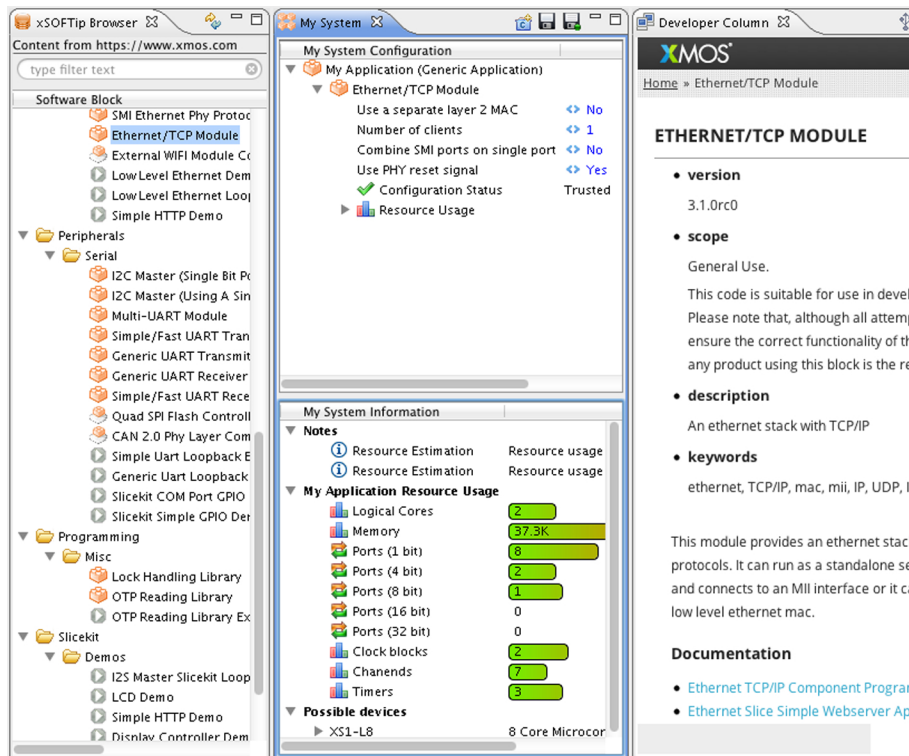 xSOFTip Browser
Content from https://www.xmos.com
type filter text
Software Block
SMI Ethernet Phy Protoc
Ethernet/TCP Module
External WIFI Module Co
Low Level Ethernet Dem
Low Level Ethernet Loop
Simple HTTP Demo
Peripherals
Serial
I2C Master (Single Bit Po
I2C Master (Using A Sin
Multi-UART Module
Simple/Fast UART Tran
Generic UART Transmit
Generic UART Receiver
Simple/Fast UART Rece
Quad SPI Flash Controll
CAN 2.0 Phy Layer Com
Simple Uart Loopback E
Generic Uart Loopback
Slicekit COM Port GPIO
Slicekit Simple GPIO Der
Programming
Misc
Lock Handling Library
OTP Reading Library
OTP Reading Library Ex
Slicekit
Demos
I2S Master Slicekit Loop
LCD Demo
Simple HTTP Demo
Display Controller Dem
My System
My System Configuration
My Application (Generic Application)
Ethernet/TCP Module
Use a separate layer 2 MAC No
Number of clients 1
Combine SMI ports on single port No
Use PHY reset signal Yes
Configuration Status Trusted
Resource Usage
My System Information
Notes
Resource Estimation Resource usage
Resource Estimation Resource usage
My Application Resource Usage
Logical Cores 2
Memory 37.3K
Ports (1 bit) 8
Ports (4 bit) 2
Ports (8 bit) 1
Ports (16 bit) 0
Ports (32 bit) 0
Clock blocks 2
Chanends 7
Timers 3
Possible devices
XS1-L8 8 Core Microcor
Developer Column
XMOS
Home » Ethernet/TCP Module
ETHERNET/TCP MODULE
• version
3.1.0rc0
• scope
General Use.
This code is suitable for use in devel
Please note that, although all attemp
ensure the correct functionality of th
any product using this block is the re
• description
An ethernet stack with TCP/IP
• keywords
ethernet, TCP/IP, mac, mii, IP, UDP, I
This module provides an ethernet stac
protocols. It can run as a standalone se
and connects to an MII interface or it ca
low level ethernet mac.
Documentation
• Ethernet TCP/IP Component Prograr
• Ethernet Slice Simple Webserver Ap